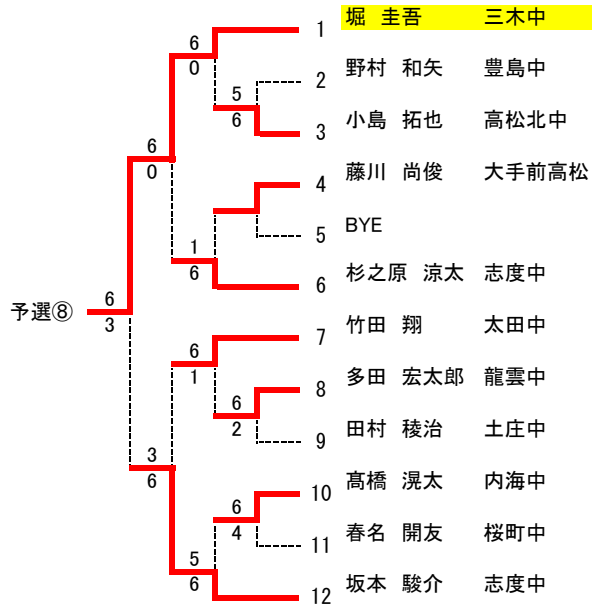 1 堀 圭吾 三木中
6
0
2 野村 和矢 豊島中
5
6
3 小島 拓也 高松北中
6
0
4 藤川 尚俊 大手前高松
5 BYE
1
6
6 杉之原 涼太 志度中
予選⑧
6
3
7 竹田 翔 太田中
6
1
8 多田 宏太郎 龍雲中
6
2
9 田村 稜治 土庄中
3
6
10 髙橋 滉太 内海中
6
4
11 春名 開友 桜町中
5
6
12 坂本 駿介 志度中